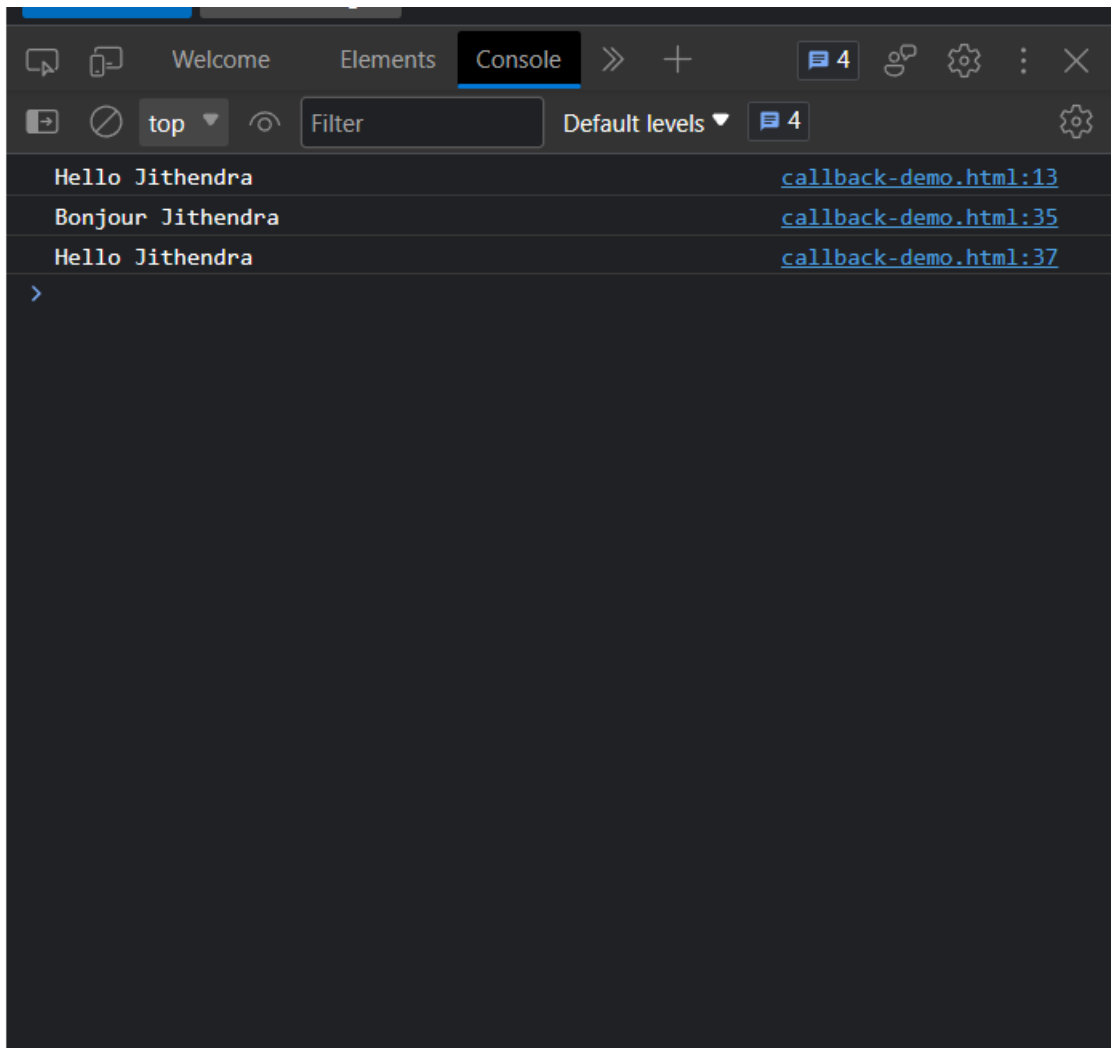 Welcome Elements Console 4
top Filter Default levels 4
Hello Jithendra callback-demo.html:13
Bonjour Jithendra callback-demo.html:35
Hello Jithendra callback-demo.html:37